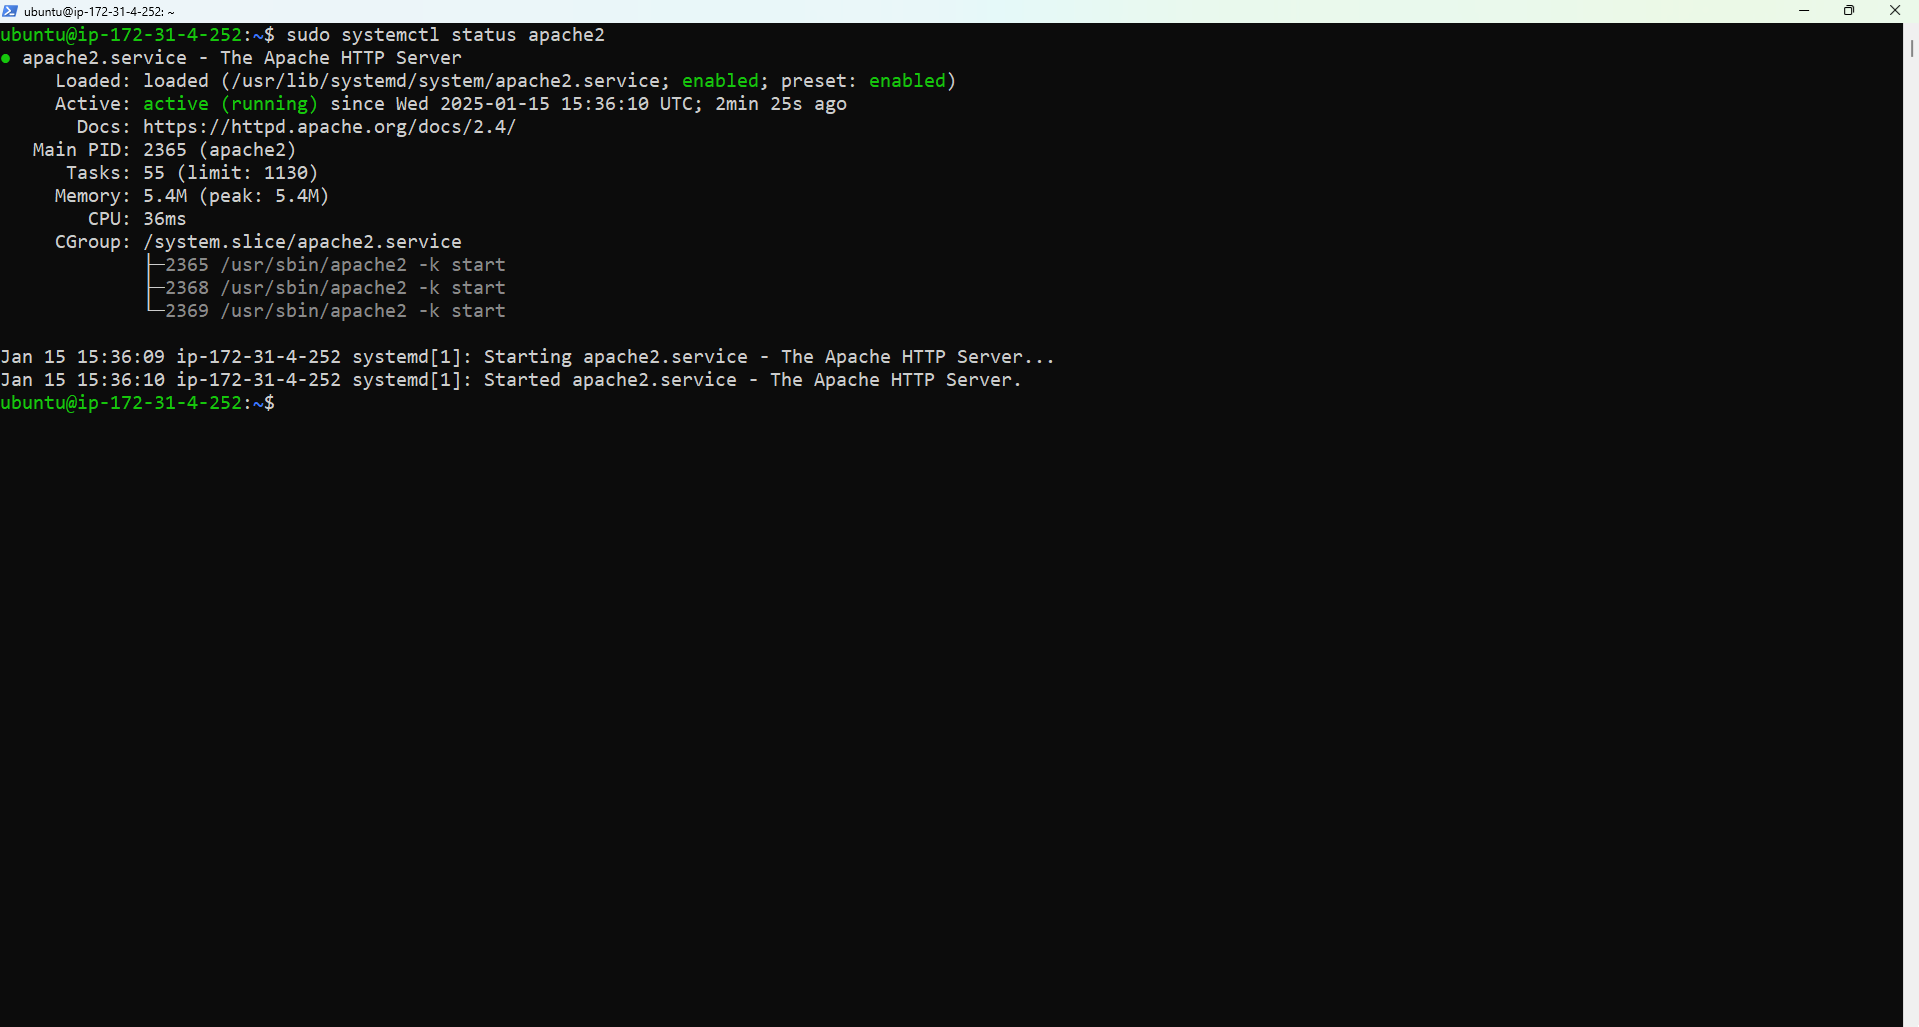 ubuntu@ip-172-31-4-252: ~
ubuntu@ip-172-31-4-252:~$ sudo systemctl status apache2
● apache2.service - The Apache HTTP Server
     Loaded: loaded (/usr/lib/systemd/system/apache2.service; enabled; preset: enabled)
     Active: active (running) since Wed 2025-01-15 15:36:10 UTC; 2min 25s ago
       Docs: https://httpd.apache.org/docs/2.4/
   Main PID: 2365 (apache2)
      Tasks: 55 (limit: 1130)
     Memory: 5.4M (peak: 5.4M)
        CPU: 36ms
     CGroup: /system.slice/apache2.service
             ├─2365 /usr/sbin/apache2 -k start
             ├─2368 /usr/sbin/apache2 -k start
             └─2369 /usr/sbin/apache2 -k start
Jan 15 15:36:09 ip-172-31-4-252 systemd[1]: Starting apache2.service - The Apache HTTP Server...
Jan 15 15:36:10 ip-172-31-4-252 systemd[1]: Started apache2.service - The Apache HTTP Server.
ubuntu@ip-172-31-4-252:~$